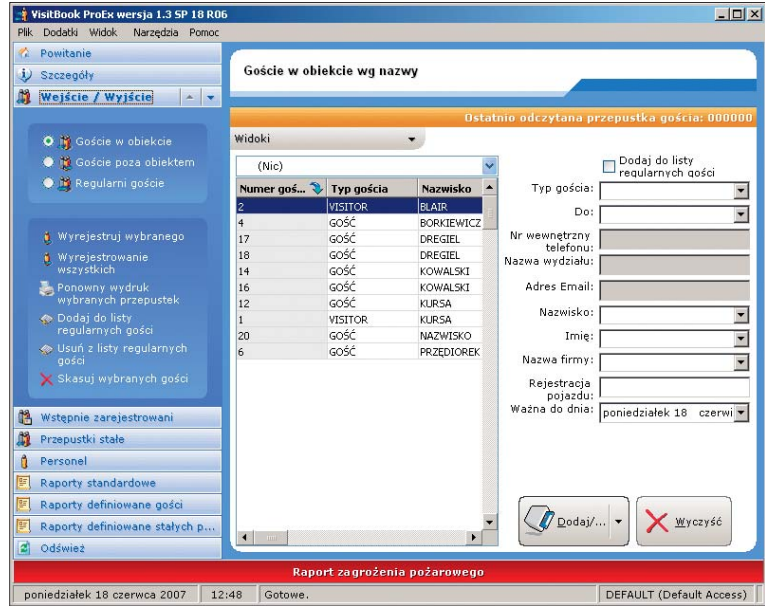 VisitBook ProEx wersja 1.3 SP 18 R06
Plik Dodatki Widok Narzędzia Pomoc
Powitanie
Szczegóły
Wejście / Wyjście
Goście w obiekcie
Goście poza obiektem
Regularni goście
Wyrejestruj wybranego
Wyrejestrowanie
wszystkich
Ponowny wydruk
wybranych przepustek
Dodaj do listy
regularnych gości
Usuń z listy regularnych
gości
Skasuj wybranych gości
Wstępnie zarejestrowani
Przepustki stałe
Personel
Raporty standardowe
Raporty definiowane gości
Raporty definiowane stałych p...
Odśwież
Goście w obiekcie wg nazwy
Ostatnio odczytana przepustka gościa: 000000
Widoki
(Nic)
Numer goś... Typ gościa Nazwisko
2 VISITOR BLAIR
4 GOŚĆ BORKIEWICZ
17 GOŚĆ DREGIEL
18 GOŚĆ DREGIEL
14 GOŚĆ KOWALSKI
16 GOŚĆ KOWALSKI
12 GOŚĆ KURSA
1 VISITOR KURSA
20 GOŚĆ NAZWISKO
6 GOŚĆ PRZĘDIOREK
Dodaj do listy
regularnych gości
Typ gościa:
Do:
Nr wewnętrzny
telefonu:
Nazwa wydziału:
Adres Email:
Nazwisko:
Imię:
Nazwa firmy:
Rejestracja
pojazdu:
Ważna do dnia: poniedziałek 18 czerwi
Dodaj/... Wyczyść
Raport zagrożenia pożarowego
poniedziałek 18 czerwca 2007 12:48 Gotowe. DEFAULT (Default Access)